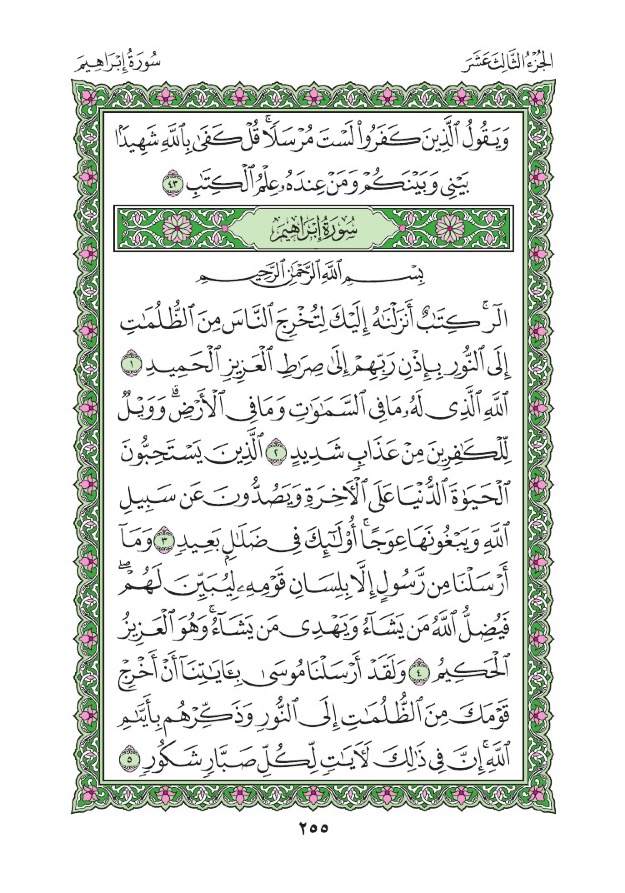 الجزء الثالث عشر
سورة إبراهيم
وَيَقُولُ ٱلَّذِينَ كَفَرُوا۟ لَسْتَ مُرْسَلًا ۚ قُلْ كَفَىٰ بِٱللَّهِ شَهِيدًۢا
بَيْنِى وَبَيْنَكُمْ وَمَنْ عِندَهُۥ عِلْمُ ٱلْكِتَٰبِ ٤٣
سُورَةُ إِبْرَاهِيمَ
بِسْمِ ٱللَّهِ ٱلرَّحْمَٰنِ ٱلرَّحِيمِ
الٓر ۚ كِتَٰبٌ أَنزَلْنَٰهُ إِلَيْكَ لِتُخْرِجَ ٱلنَّاسَ مِنَ ٱلظُّلُمَٰتِ
إِلَى ٱلنُّورِ بِإِذْنِ رَبِّهِمْ إِلَىٰ صِرَٰطِ ٱلْعَزِيزِ ٱلْحَمِيدِ ١
ٱللَّهِ ٱلَّذِى لَهُۥ مَا فِى ٱلسَّمَٰوَٰتِ وَمَا فِى ٱلْأَرْضِ ۗ وَوَيْلٌ
لِّلْكَٰفِرِينَ مِنْ عَذَابٍ شَدِيدٍ ٢ ٱلَّذِينَ يَسْتَحِبُّونَ
ٱلْحَيَوٰةَ ٱلدُّنْيَا عَلَى ٱلْءَاخِرَةِ وَيَصُدُّونَ عَن سَبِيلِ
ٱللَّهِ وَيَبْغُونَهَا عِوَجًا ۚ أُو۟لَٰٓئِكَ فِى ضَلَٰلٍۭ بَعِيدٍ ٣ وَمَآ
أَرْسَلْنَا مِن رَّسُولٍ إِلَّا بِلِسَانِ قَوْمِهِۦ لِيُبَيِّنَ لَهُمْ ۖ
فَيُضِلُّ ٱللَّهُ مَن يَشَآءُ وَيَهْدِى مَن يَشَآءُ ۚ وَهُوَ ٱلْعَزِيزُ
ٱلْحَكِيمُ ٤ وَلَقَدْ أَرْسَلْنَا مُوسَىٰ بِـَٔايَٰتِنَآ أَنْ أَخْرِجْ
قَوْمَكَ مِنَ ٱلظُّلُمَٰتِ إِلَى ٱلنُّورِ وَذَكِّرْهُم بِأَيَّىٰمِ
ٱللَّهِ ۚ إِنَّ فِى ذَٰلِكَ لَءَايَٰتٍ لِّكُلِّ صَبَّارٍ شَكُورٍ ٥
٢٥٥